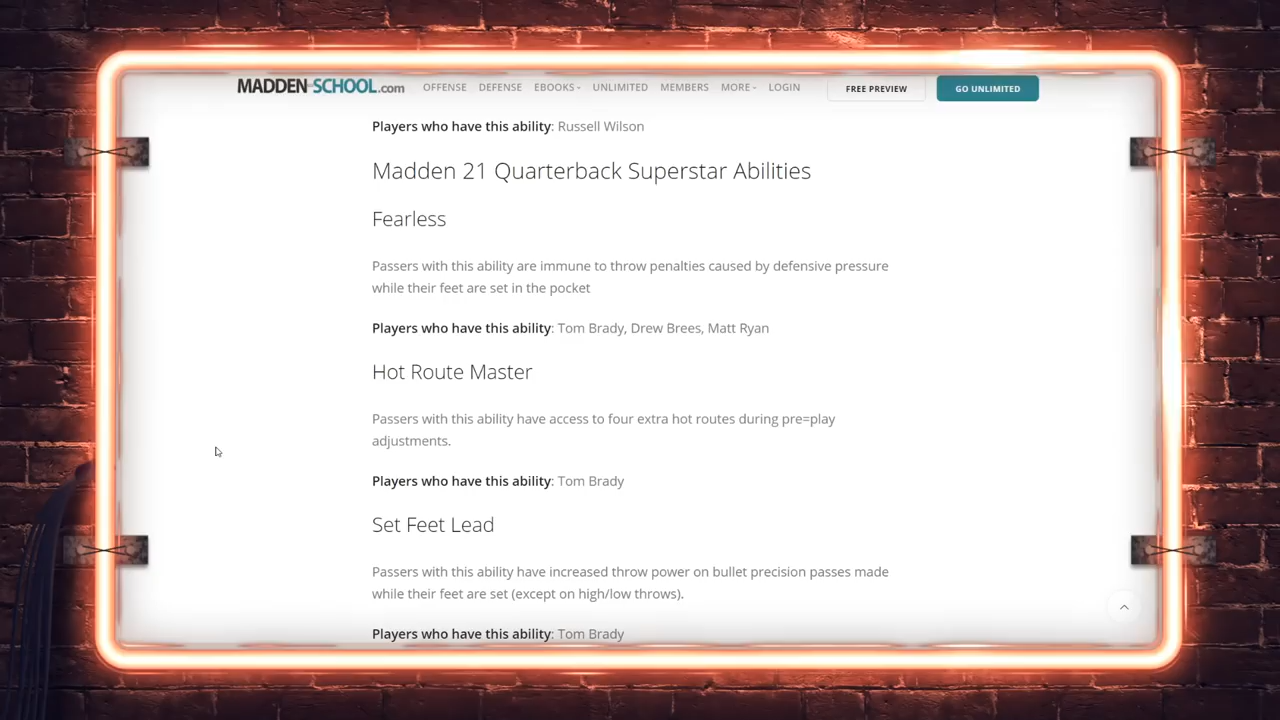 MADDEN-SCHOOL.com OFFENSE DEFENSE EBOOKS UNLIMITED MEMBERS MORE LOGIN FREE PREVIEW GO UNLIMITED
Players who have this ability: Russell Wilson
Madden 21 Quarterback Superstar Abilities
Fearless
Passers with this ability are immune to throw penalties caused by defensive pressure
while their feet are set in the pocket
Players who have this ability: Tom Brady, Drew Brees, Matt Ryan
Hot Route Master
Passers with this ability have access to four extra hot routes during pre=play
adjustments.
Players who have this ability: Tom Brady
Set Feet Lead
Passers with this ability have increased throw power on bullet precision passes made
while their feet are set (except on high/low throws).
Players who have this ability: Tom Brady